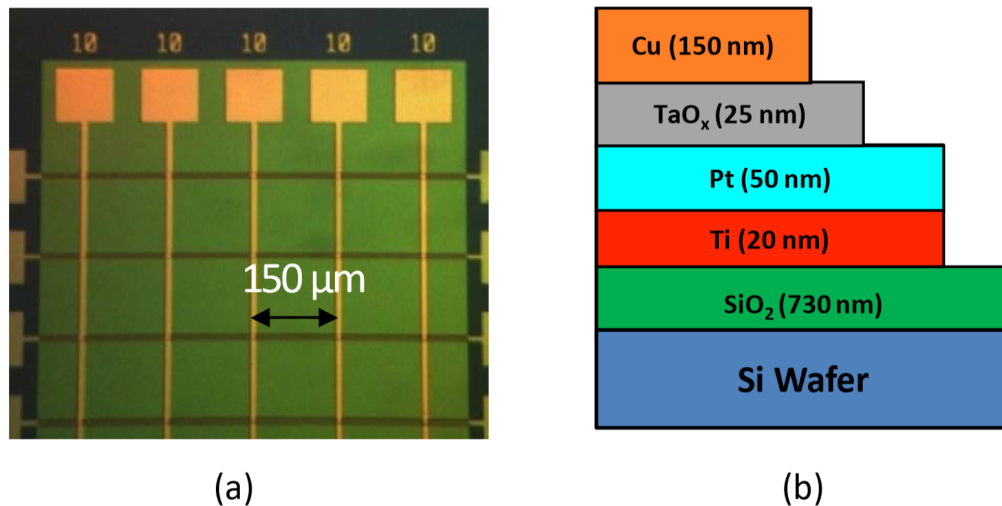 10 10 10 10 10
150 µm
(a)
Cu (150 nm)
TaOx (25 nm)
Pt (50 nm)
Ti (20 nm)
SiO2 (730 nm)
Si Wafer
(b)